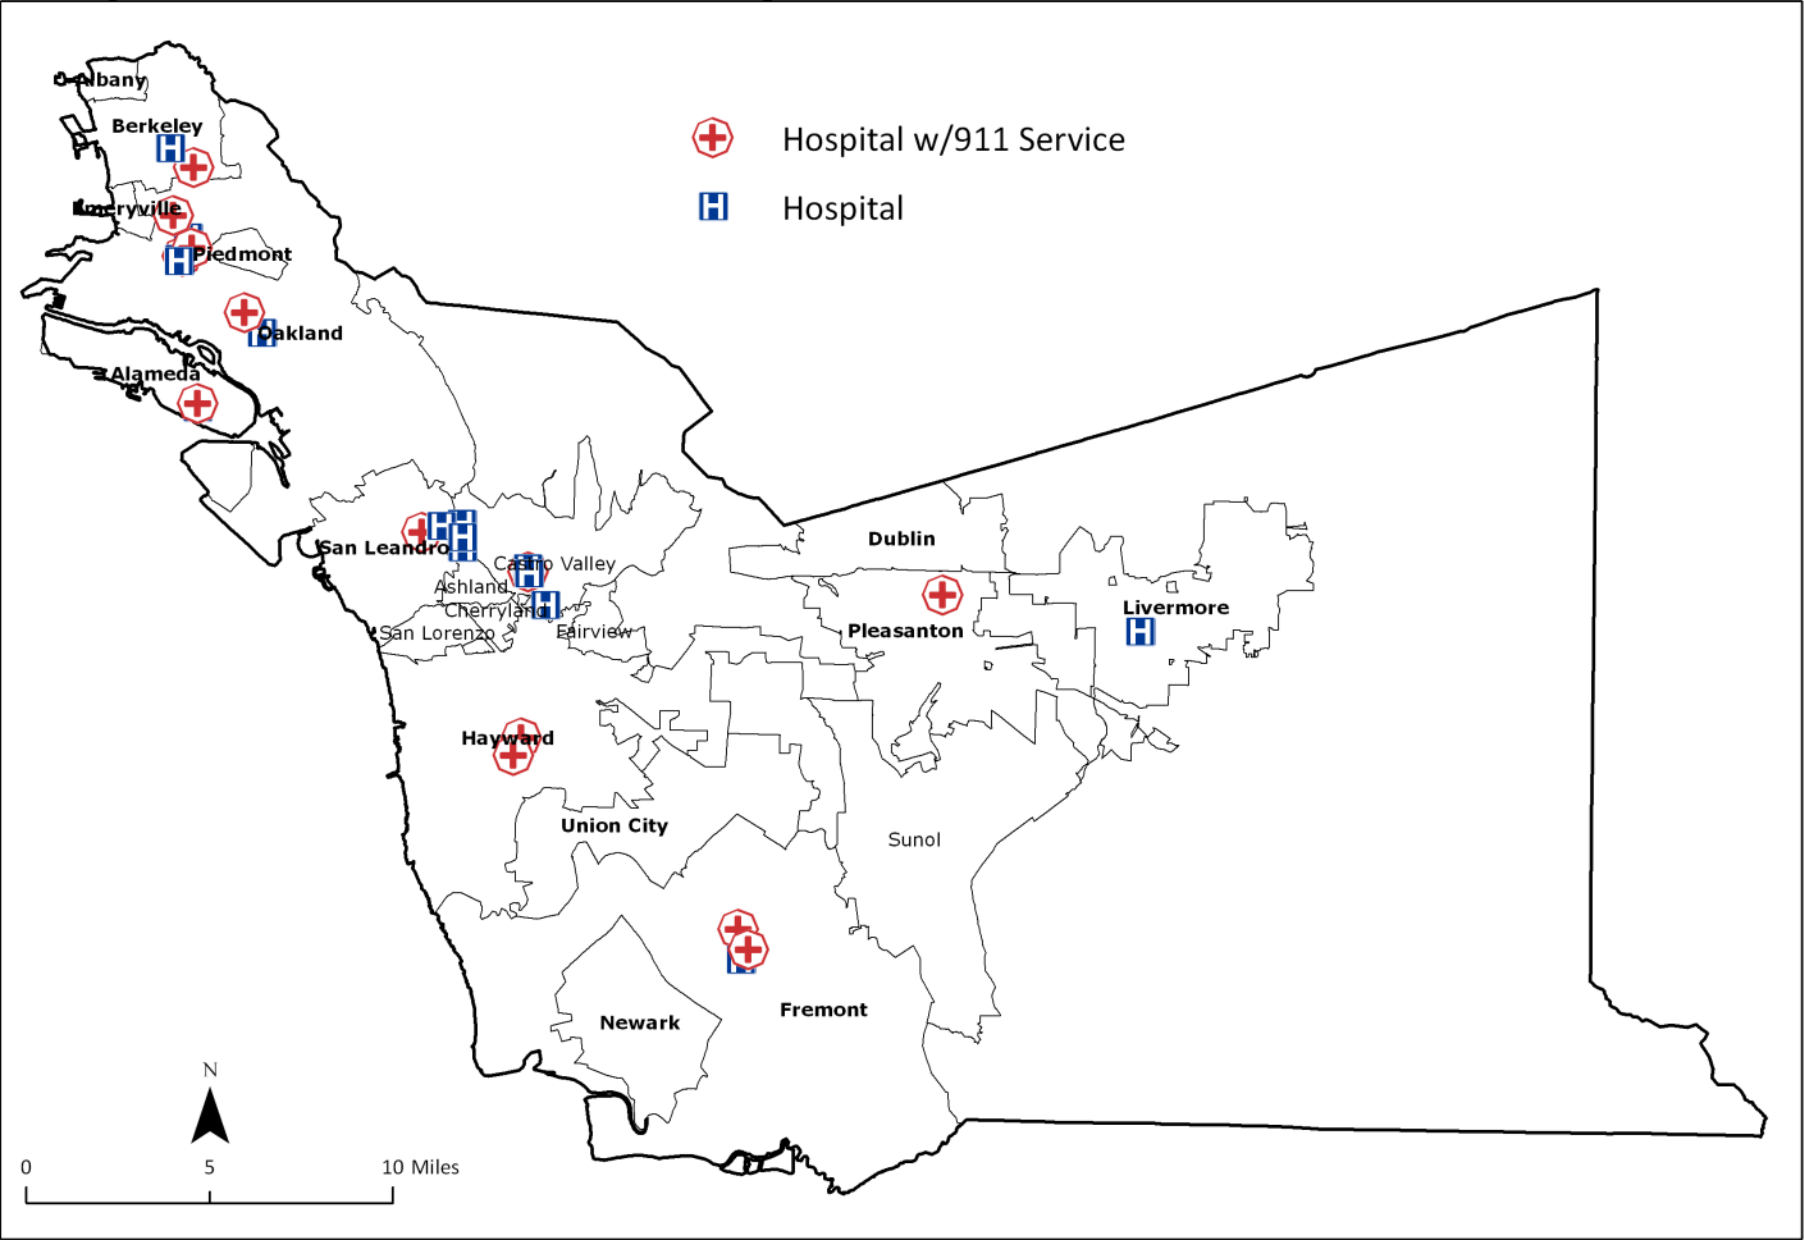 Albany
Berkeley
Hospital w/911 Service
Emeryville
Hospital
Piedmont
Oakland
Alameda
Dublin
San Leandro
Castro Valley
Ashland
Livermore
Cherryland
Pleasanton
San Lorenzo
Fairview
Hayward
Union City
Sunol
Fremont
Newark
N
0 5 10 Miles